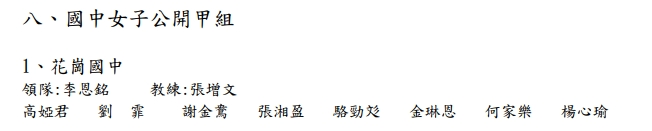 八、國中女子公開甲組
1、花崗國中
領隊:李恩銘 教練:張增文
高婭君 劉 霏 謝金鶱 張湘盈 駱勁彣 金琳恩 何家樂 楊心瑜